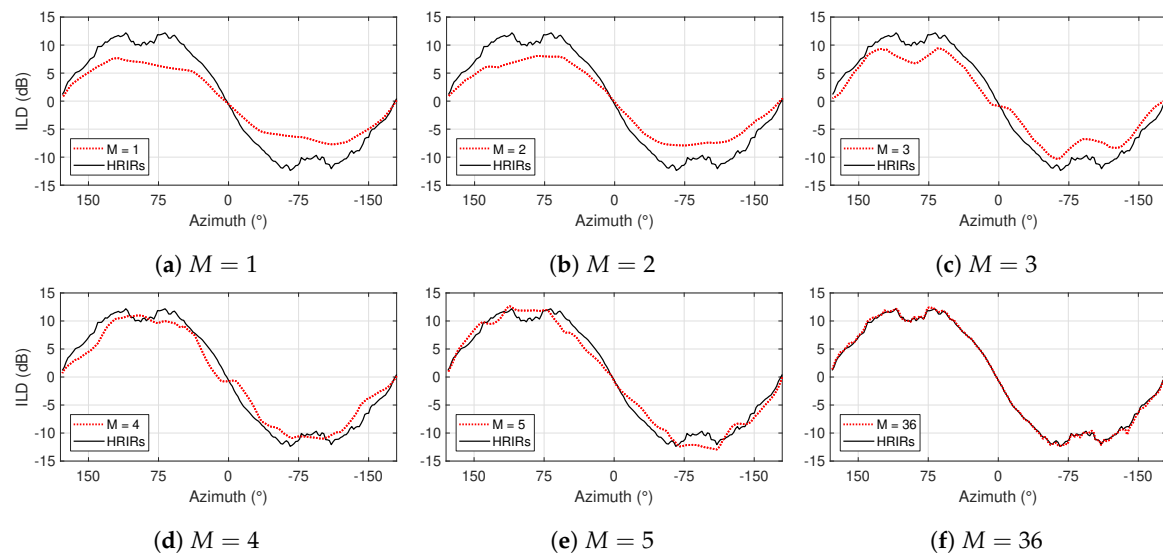 15
10
5
0
-5
-10
-15
ILD (dB)
M = 1
HRIRs
150 75 0 -75 -150
Azimuth (°)
(a) M = 1
15
10
5
0
-5
-10
-15
M = 2
HRIRs
150 75 0 -75 -150
Azimuth (°)
(b) M = 2
15
10
5
0
-5
-10
-15
M = 3
HRIRs
150 75 0 -75 -150
Azimuth (°)
(c) M = 3
15
10
5
0
-5
-10
-15
ILD (dB)
M = 4
HRIRs
150 75 0 -75 -150
Azimuth (°)
(d) M = 4
15
10
5
0
-5
-10
-15
M = 5
HRIRs
150 75 0 -75 -150
Azimuth (°)
(e) M = 5
15
10
5
0
-5
-10
-15
M = 36
HRIRs
150 75 0 -75 -150
Azimuth (°)
(f) M = 36